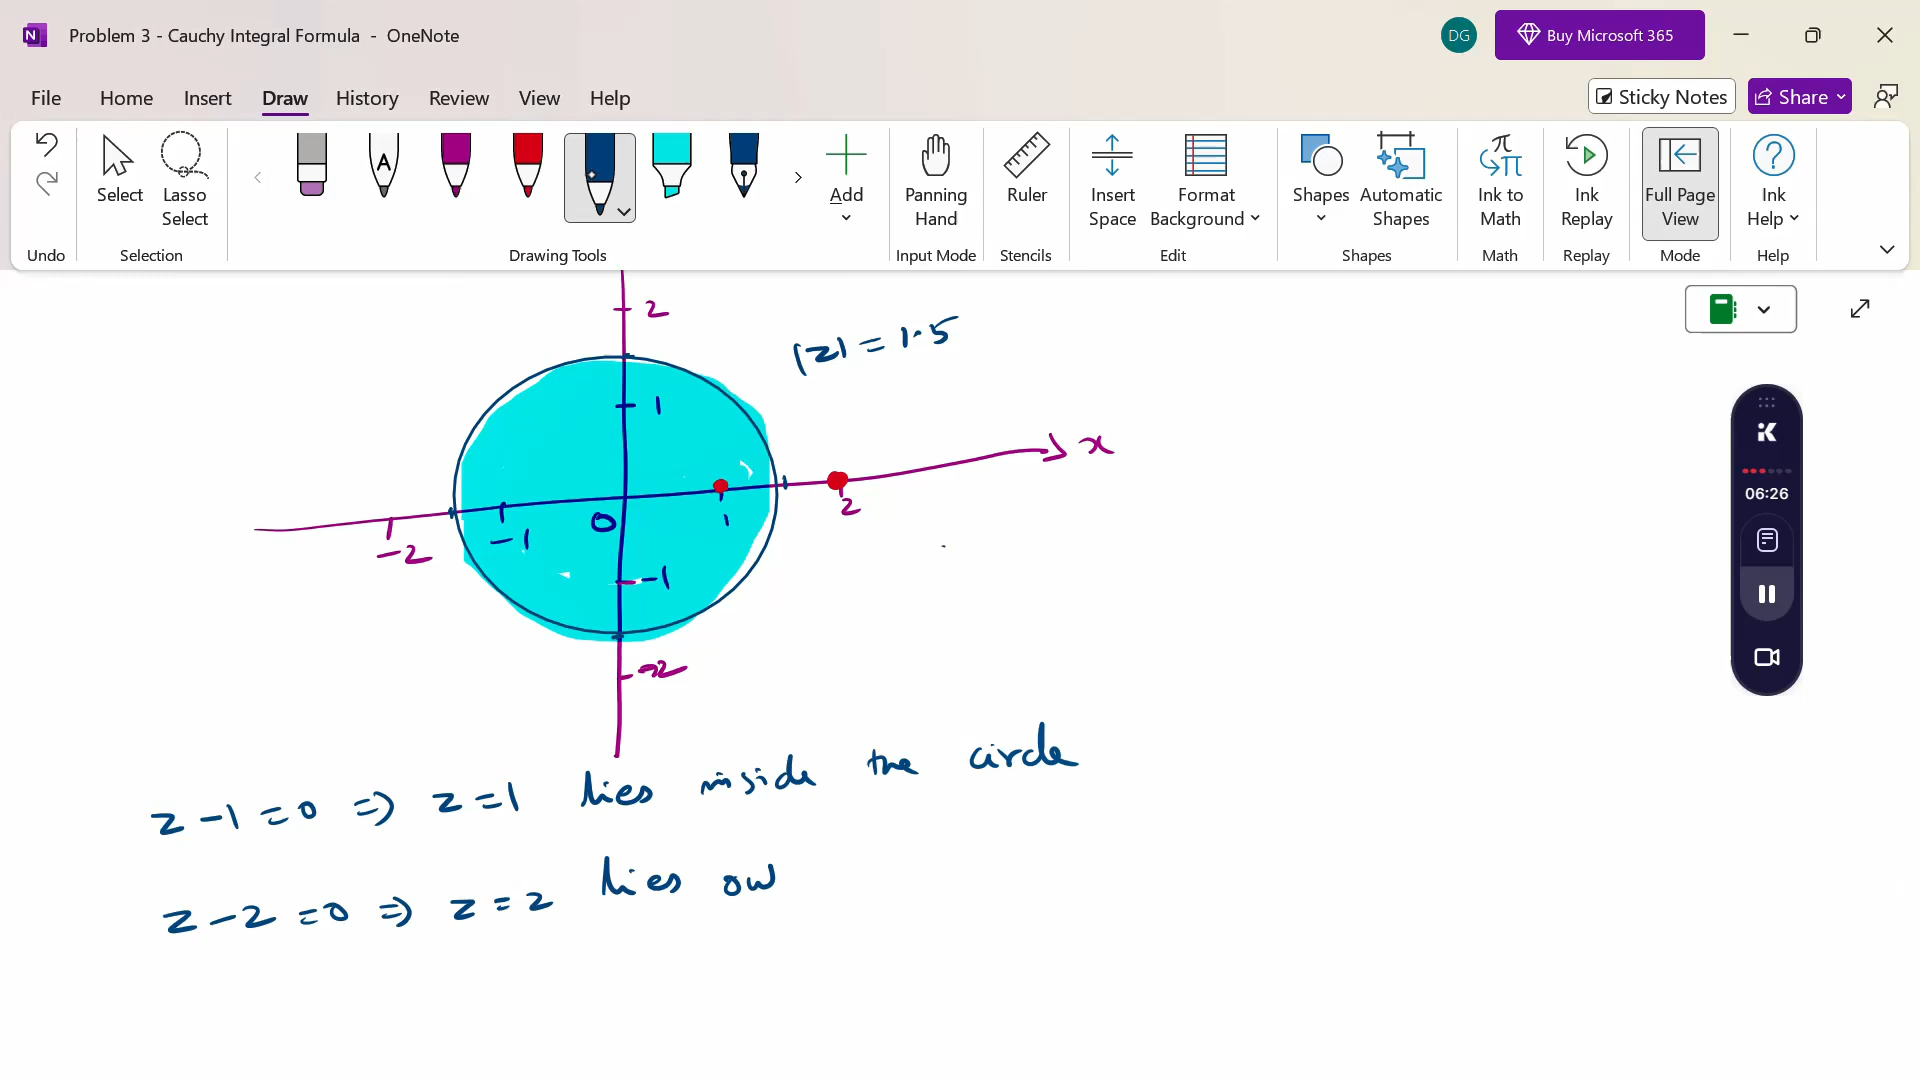 Problem 3 - Cauchy Integral Formula - OneNote
DG
Buy Microsoft 365
File Home Insert Draw History Review View Help
Sticky Notes
Share
A
Select
Lasso Select
Add
Panning Hand
Ruler
Insert Space
Format Background
Shapes
Automatic Shapes
Ink to Math
Ink Replay
Full Page View
Ink Help
Undo Selection Drawing Tools Input Mode Stencils Edit Shapes Math Replay Mode Help
2
|z| = 1.5
1
x
06:26
0
1
2
-2
-1
-1
-2
z - 1 = 0 => z = 1 lies inside the circle
z - 2 = 0 => z = 2 lies ou